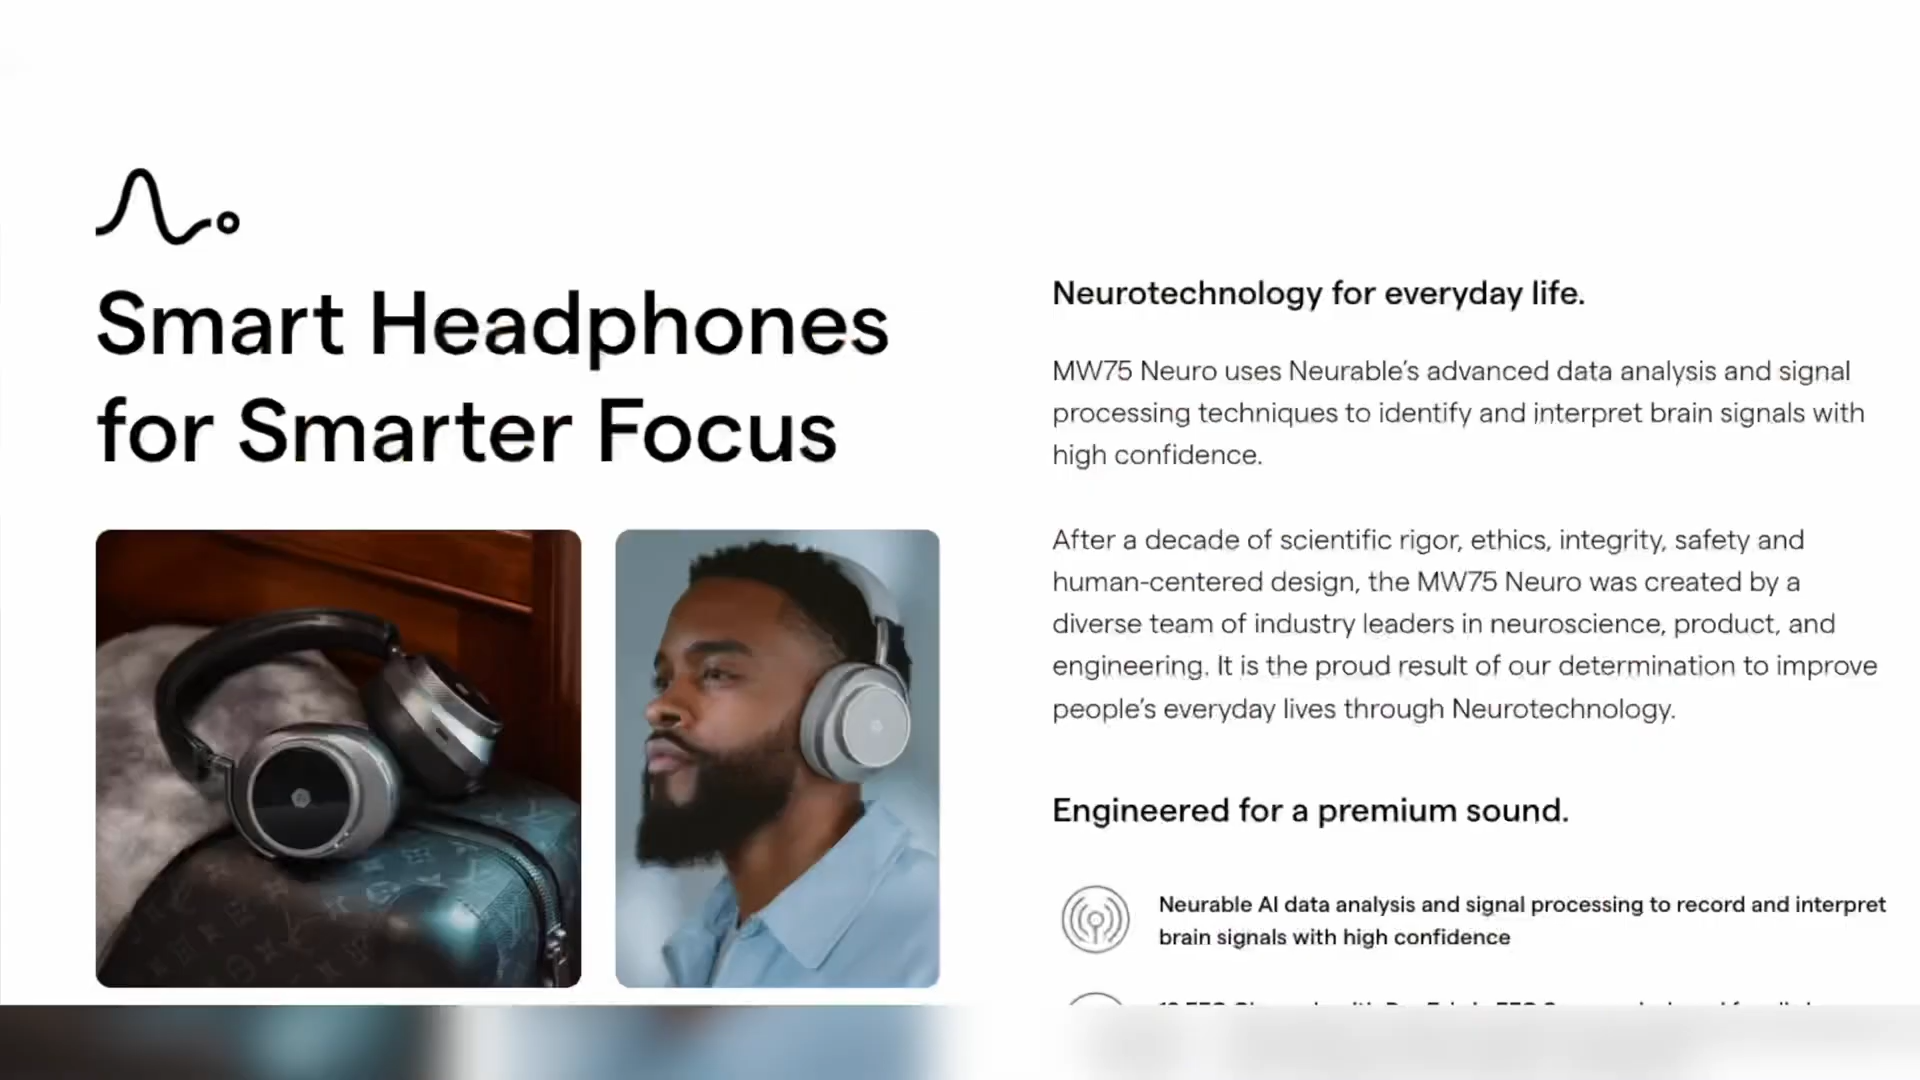 Smart Headphones
for Smarter Focus
Neurotechnology for everyday life.
MW75 Neuro uses Neurable’s advanced data analysis and signal
processing techniques to identify and interpret brain signals with
high confidence.
After a decade of scientific rigor, ethics, integrity, safety and
human-centered design, the MW75 Neuro was created by a
diverse team of industry leaders in neuroscience, product, and
engineering. It is the proud result of our determination to improve
people’s everyday lives through Neurotechnology.
Engineered for a premium sound.
Neurable AI data analysis and signal processing to record and interpret
brain signals with high confidence